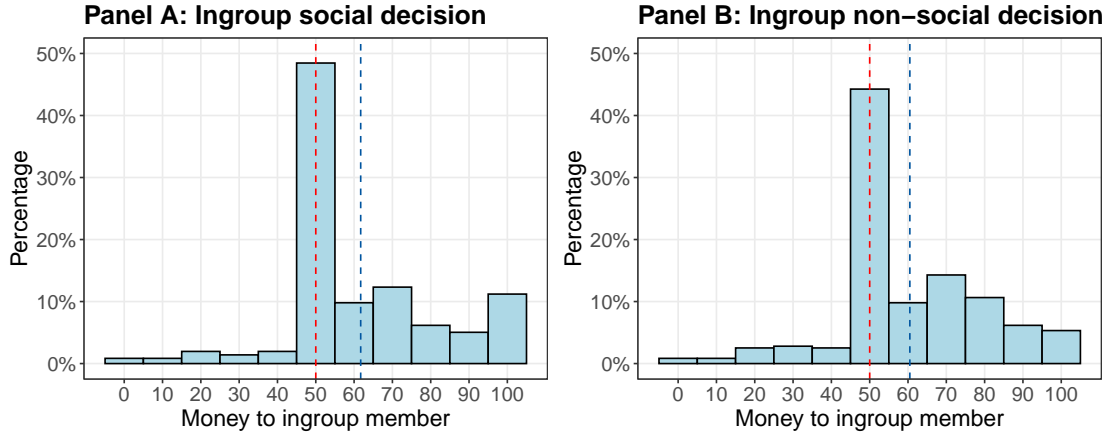 Panel A: Ingroup social decision
50%
40%
30%
20%
10%
0%
Percentage
0 10 20 30 40 50 60 70 80 90 100
Money to ingroup member
Panel B: Ingroup non−social decision
50%
40%
30%
20%
10%
0%
Percentage
0 10 20 30 40 50 60 70 80 90 100
Money to ingroup member